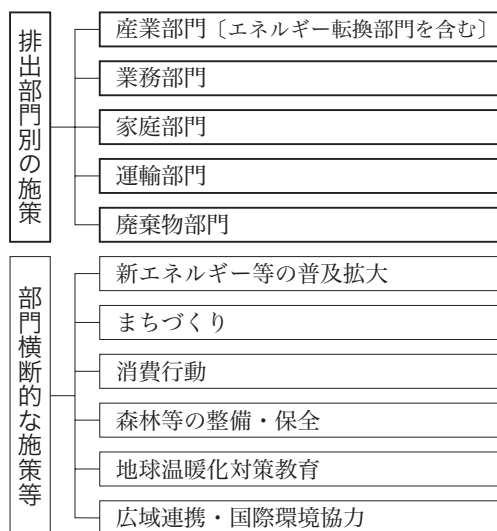 排出部門別の施策
産業部門〔エネルギー転換部門を含む〕
業務部門
家庭部門
運輸部門
廃棄物部門
部門横断的な施策等
新エネルギー等の普及拡大
まちづくり
消費行動
森林等の整備・保全
地球温暖化対策教育
広域連携・国際環境協力